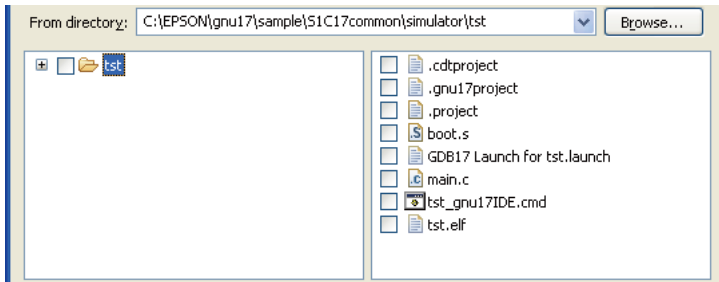 From directory: C:\EPSON\gnu17\sample\S1C17common\simulator\tst Browse...
tst
.cdtproject
.gnu17project
.project
boot.s
GDB17 Launch for tst.launch
main.c
tst_gnu17IDE.cmd
tst.elf